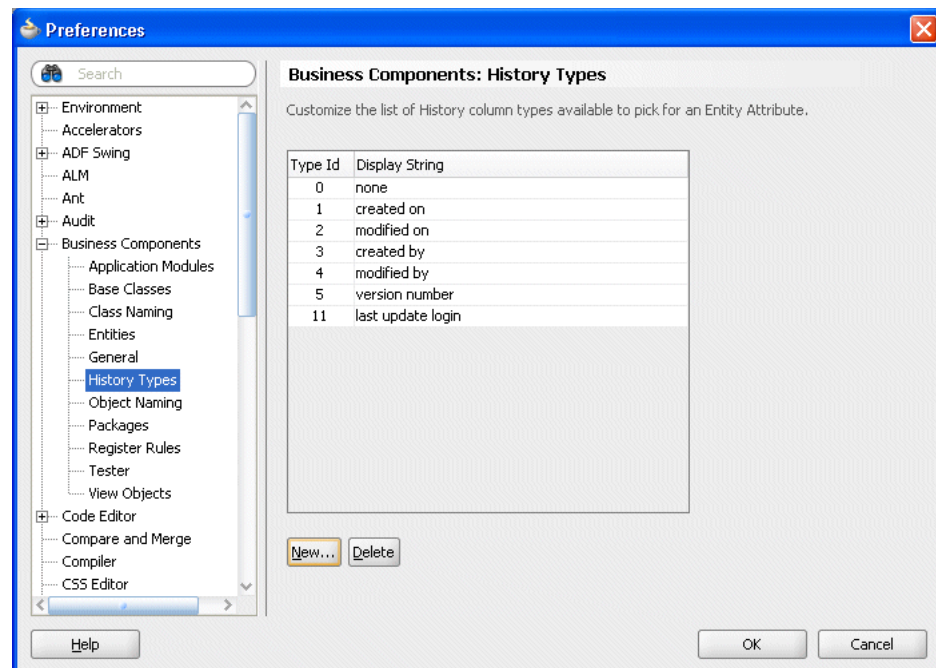 Preferences
Search
Environment
Accelerators
ADF Swing
ALM
Ant
Audit
Business Components
Application Modules
Base Classes
Class Naming
Entities
General
History Types
Object Naming
Packages
Register Rules
Tester
View Objects
Code Editor
Compare and Merge
Compiler
CSS Editor
Business Components: History Types
Customize the list of History column types available to pick for an Entity Attribute.
Type Id Display String
0 none
1 created on
2 modified on
3 created by
4 modified by
5 version number
11 last update login
New... Delete
Help OK Cancel